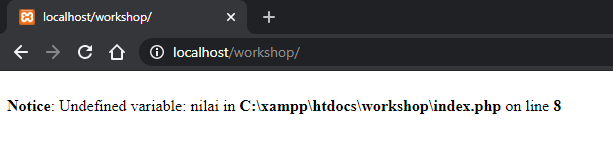 localhost/workshop/
localhost/workshop/
Notice: Undefined variable: nilai in C:\xampp\htdocs\workshop\index.php on line 8